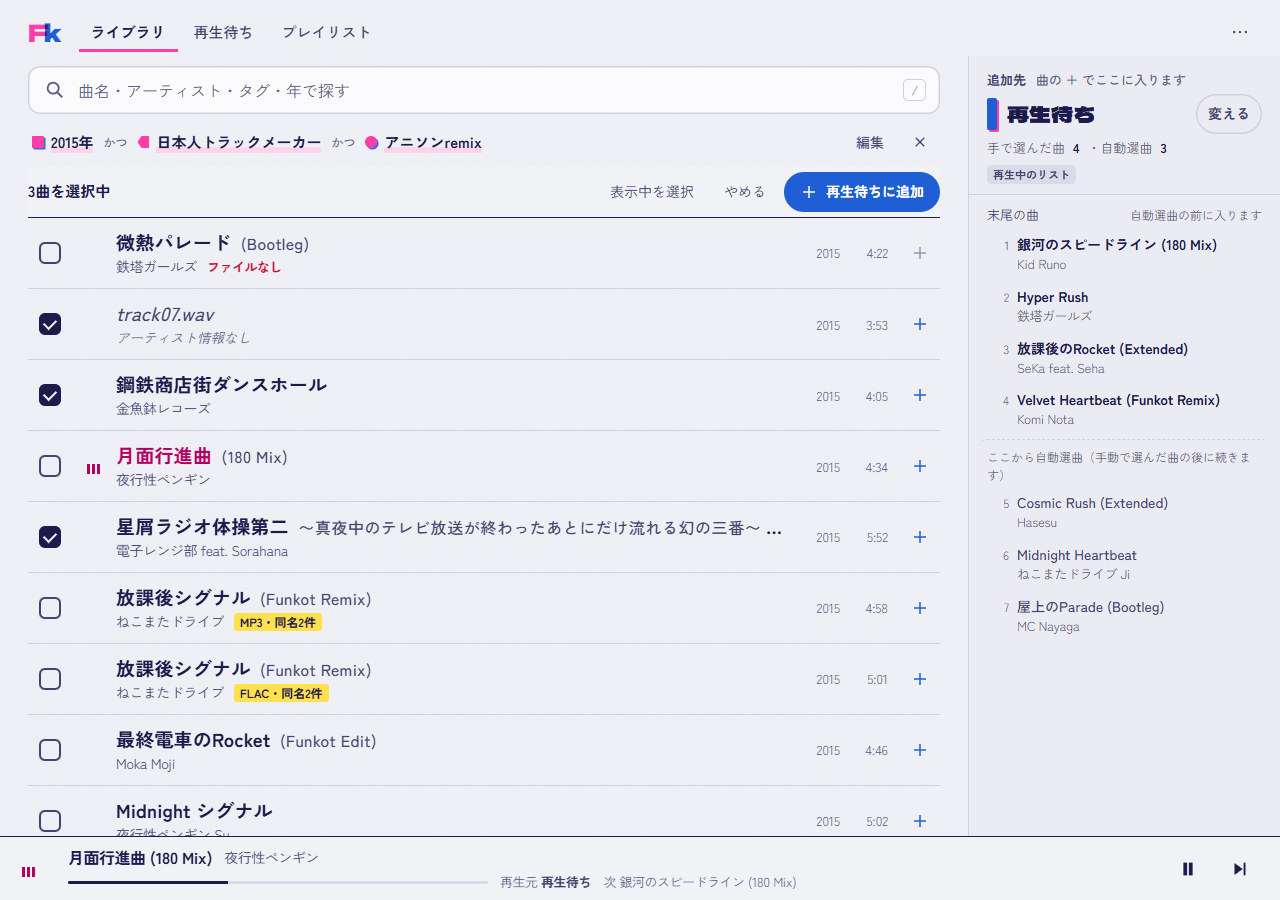 Fk ライブラリ 再生待ち プレイリスト ...
曲名・アーティスト・タグ・年で探す /
2015年 かつ 日本人トラックメーカー かつ アニソンremix 編集 ×
3曲を選択中 表示中を選択 やめる + 再生待ちに追加
微熱パレード (Bootleg) 2015 4:22 +
鉄塔ガールズ ファイルなし
track07.wav 2015 3:53 +
アーティスト情報なし
鋼鉄商店街ダンスホール 2015 4:05 +
金魚鉢レコーズ
月面行進曲 (180 Mix) 2015 4:34 +
夜行性ペンギン
星屑ラジオ体操第二 〜真夜中のテレビ放送が終わったあとにだけ流れる幻の三番〜 ... 2015 5:52 +
電子レンジ部 feat. Sorahana
放課後シグナル (Funkot Remix) 2015 4:58 +
ねこまたドライブ MP3・同名2件
放課後シグナル (Funkot Remix) 2015 5:01 +
ねこまたドライブ FLAC・同名2件
最終電車のRocket (Funkot Edit) 2015 4:46 +
Moka Moji
Midnight シグナル 2015 5:02 +
夜行性ペンギン Su
追加先 曲の + でここに入ります
再生待ち 変える
手で選んだ曲 4 ・自動選曲 3
再生中のリスト
末尾の曲 自動選曲の前に入ります
1 銀河のスピードライン (180 Mix)
Kid Runo
2 Hyper Rush
鉄塔ガールズ
3 放課後のRocket (Extended)
SeKa feat. Seha
4 Velvet Heartbeat (Funkot Remix)
Komi Nota
ここから自動選曲（手動で選んだ曲の後に続きま
す）
5 Cosmic Rush (Extended)
Hasesu
6 Midnight Heartbeat
ねこまたドライブ Ji
7 屋上のParade (Bootleg)
MC Nayaga
月面行進曲 (180 Mix) 夜行性ペンギン
再生元 再生待ち 次 銀河のスピードライン (180 Mix)